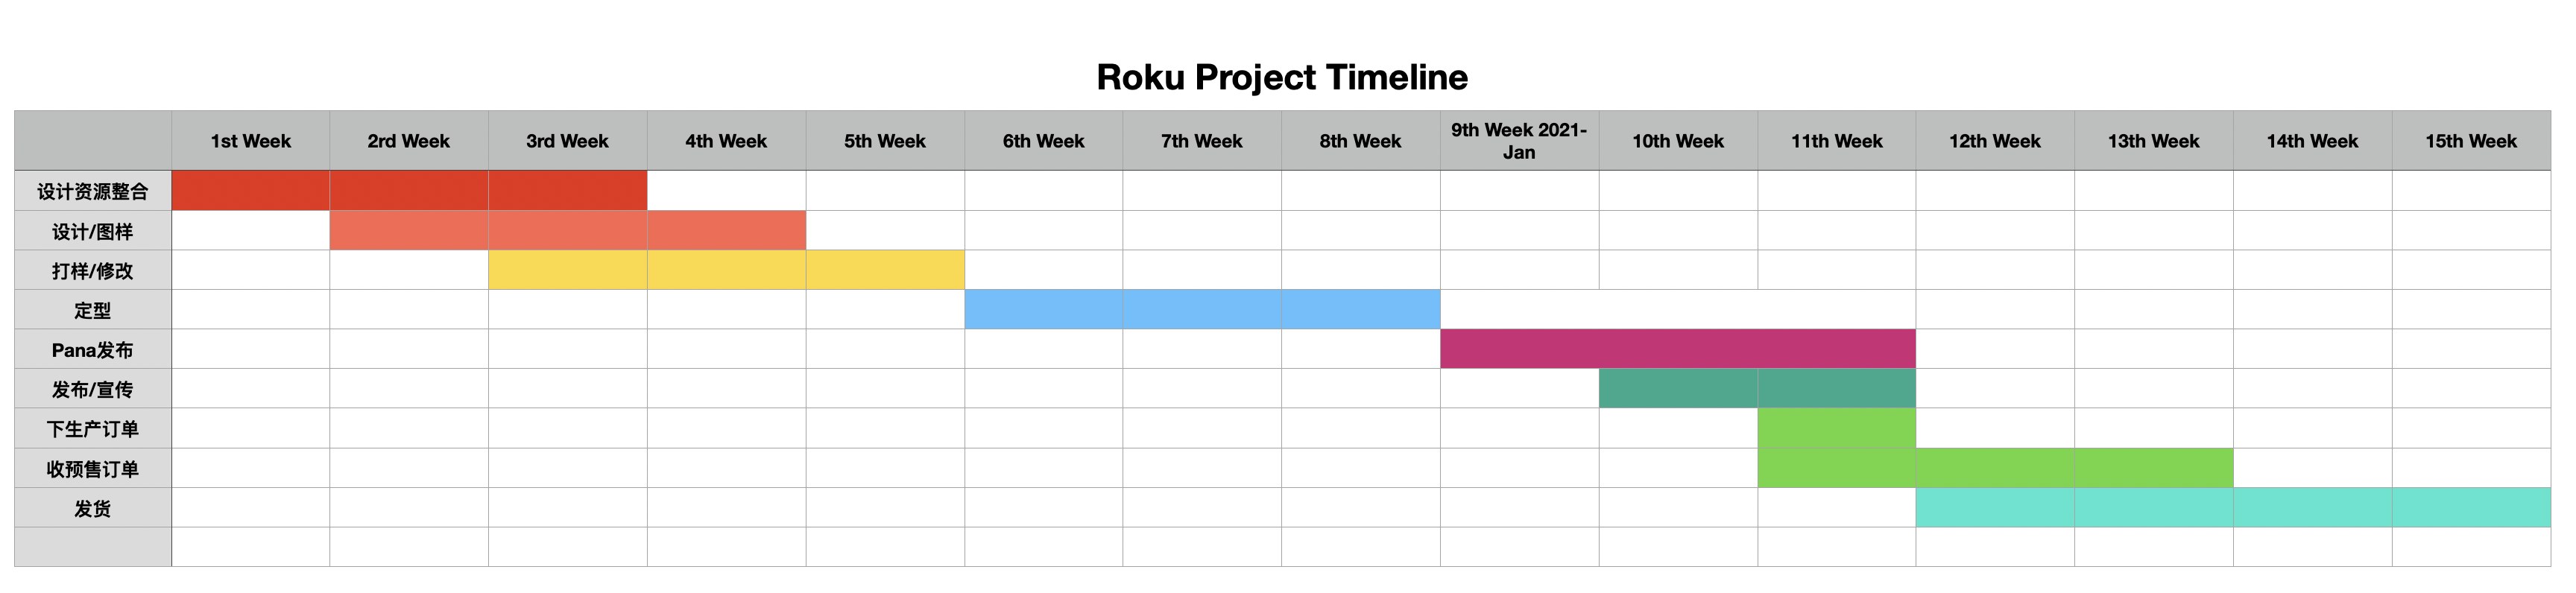 Roku Project Timeline
1st Week
2rd Week
3rd Week
4th Week
5th Week
6th Week
7th Week
8th Week
9th Week 2021-
Jan
10th Week
11th Week
12th Week
13th Week
14th Week
15th Week
设计资源整合
设计/图样
打样/修改
定型
Pana发布
发布/宣传
下生产订单
收预售订单
发货